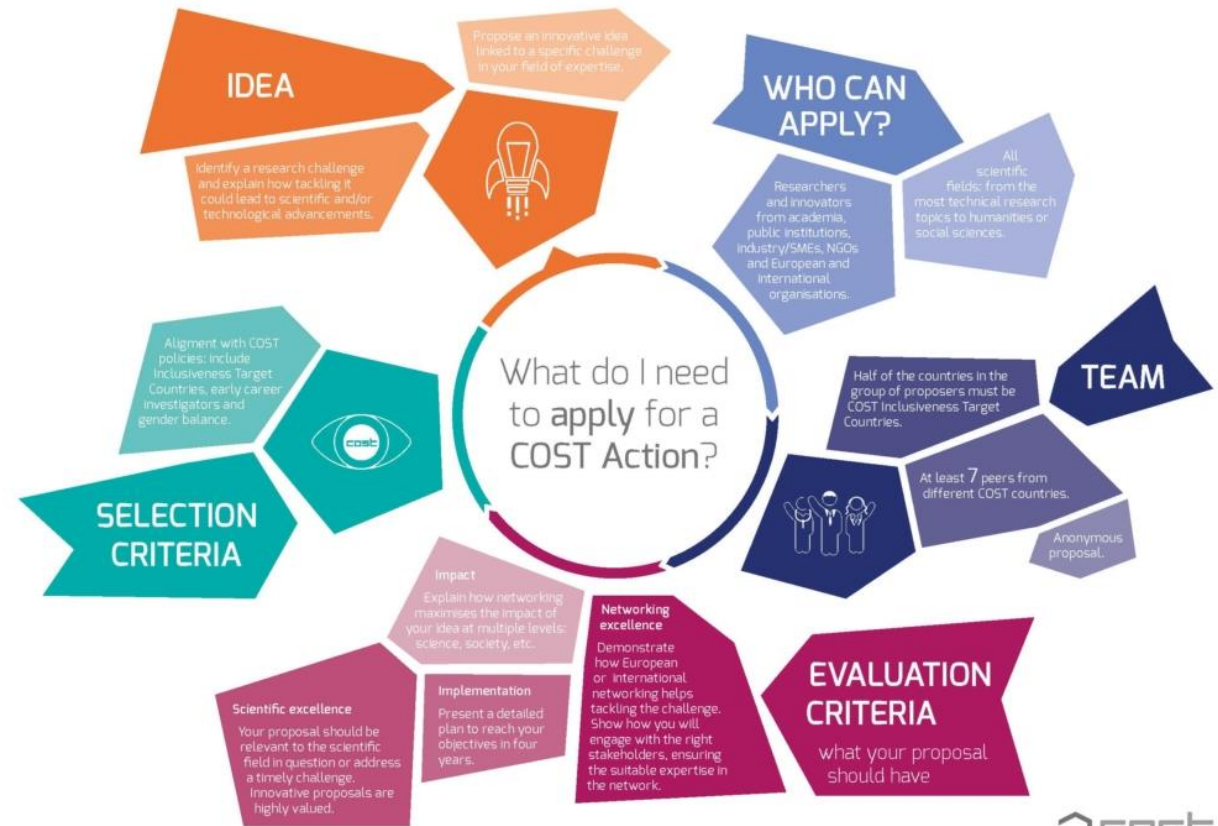 What do I need
to apply for a
COST Action?
IDEA
Propose an innovative idea
linked to a specific challenge
in your field of expertise.
Identify a research challenge
and explain how tackling it
could lead to scientific and/or
technological advancements.
WHO CAN
APPLY?
Researchers
and innovators
from academia,
public institutions,
industry/SMEs, NGOs
and European and
international
organisations.
All
scientific
fields: from the
most technical research
topics to humanities or
social sciences.
TEAM
Half of the countries in the
group of proposers must be
COST Inclusiveness Target
Countries.
At least 7 peers from
different COST countries.
Anonymous
proposal.
EVALUATION
CRITERIA
what your proposal
should have
Networking
excellence
Demonstrate
how European
or international
networking helps
tackling the challenge.
Show how you will
engage with the right
stakeholders, ensuring
the suitable expertise in
the network.
Impact
Explain how networking
maximises the impact of
your idea at multiple levels:
science, society, etc.
Implementation
Present a detailed
plan to reach your
objectives in four
years.
Scientific excellence
Your proposal should be
relevant to the scientific
field in question or address
a timely challenge.
Innovative proposals are
highly valued.
SELECTION
CRITERIA
Aligment with COST
policies: include
Inclusiveness Target
Countries, early career
investigators and
gender balance.
cost
cost